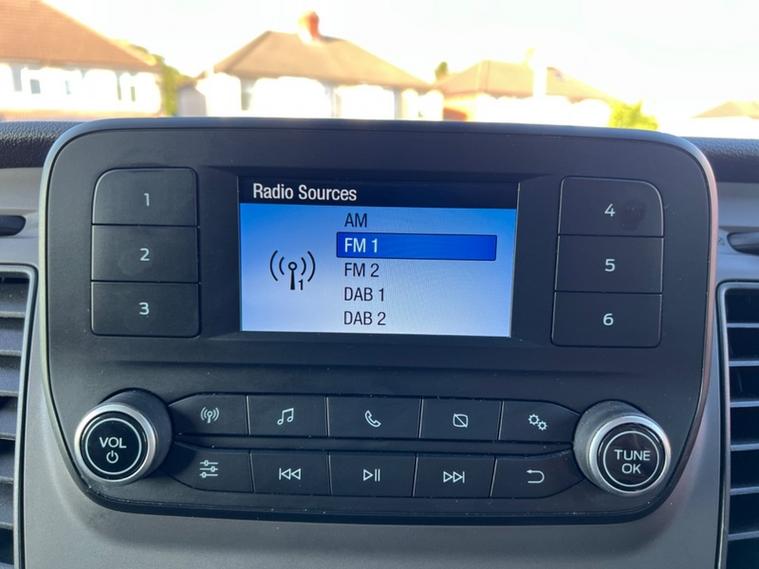 Radio Sources
AM
FM 1
FM 2
DAB 1
DAB 2
1
1
2
3
4
5
6
VOL
TUNE
OK